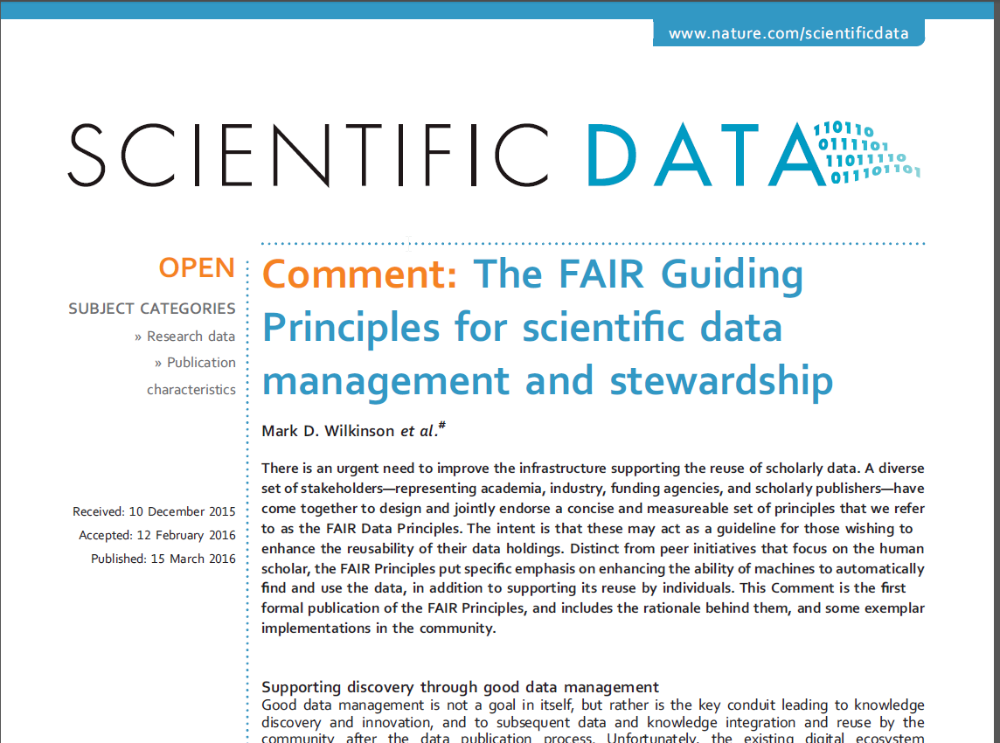 www.nature.com/scientificdata
SCIENTIFIC DATA
110110
0111101
11011110
011101101
OPEN
SUBJECT CATEGORIES
» Research data
» Publication
characteristics
Received: 10 December 2015
Accepted: 12 February 2016
Published: 15 March 2016
Comment: The FAIR Guiding
Principles for scientific data
management and stewardship
Mark D. Wilkinson et al.#
There is an urgent need to improve the infrastructure supporting the reuse of scholarly data. A diverse
set of stakeholders—representing academia, industry, funding agencies, and scholarly publishers—have
come together to design and jointly endorse a concise and measureable set of principles that we refer
to as the FAIR Data Principles. The intent is that these may act as a guideline for those wishing to
enhance the reusability of their data holdings. Distinct from peer initiatives that focus on the human
scholar, the FAIR Principles put specific emphasis on enhancing the ability of machines to automatically
find and use the data, in addition to supporting its reuse by individuals. This Comment is the first
formal publication of the FAIR Principles, and includes the rationale behind them, and some exemplar
implementations in the community.
Supporting discovery through good data management
Good data management is not a goal in itself, but rather is the key conduit leading to knowledge
discovery and innovation, and to subsequent data and knowledge integration and reuse by the
community after the data publication process. Unfortunately, the existing digital ecosystem